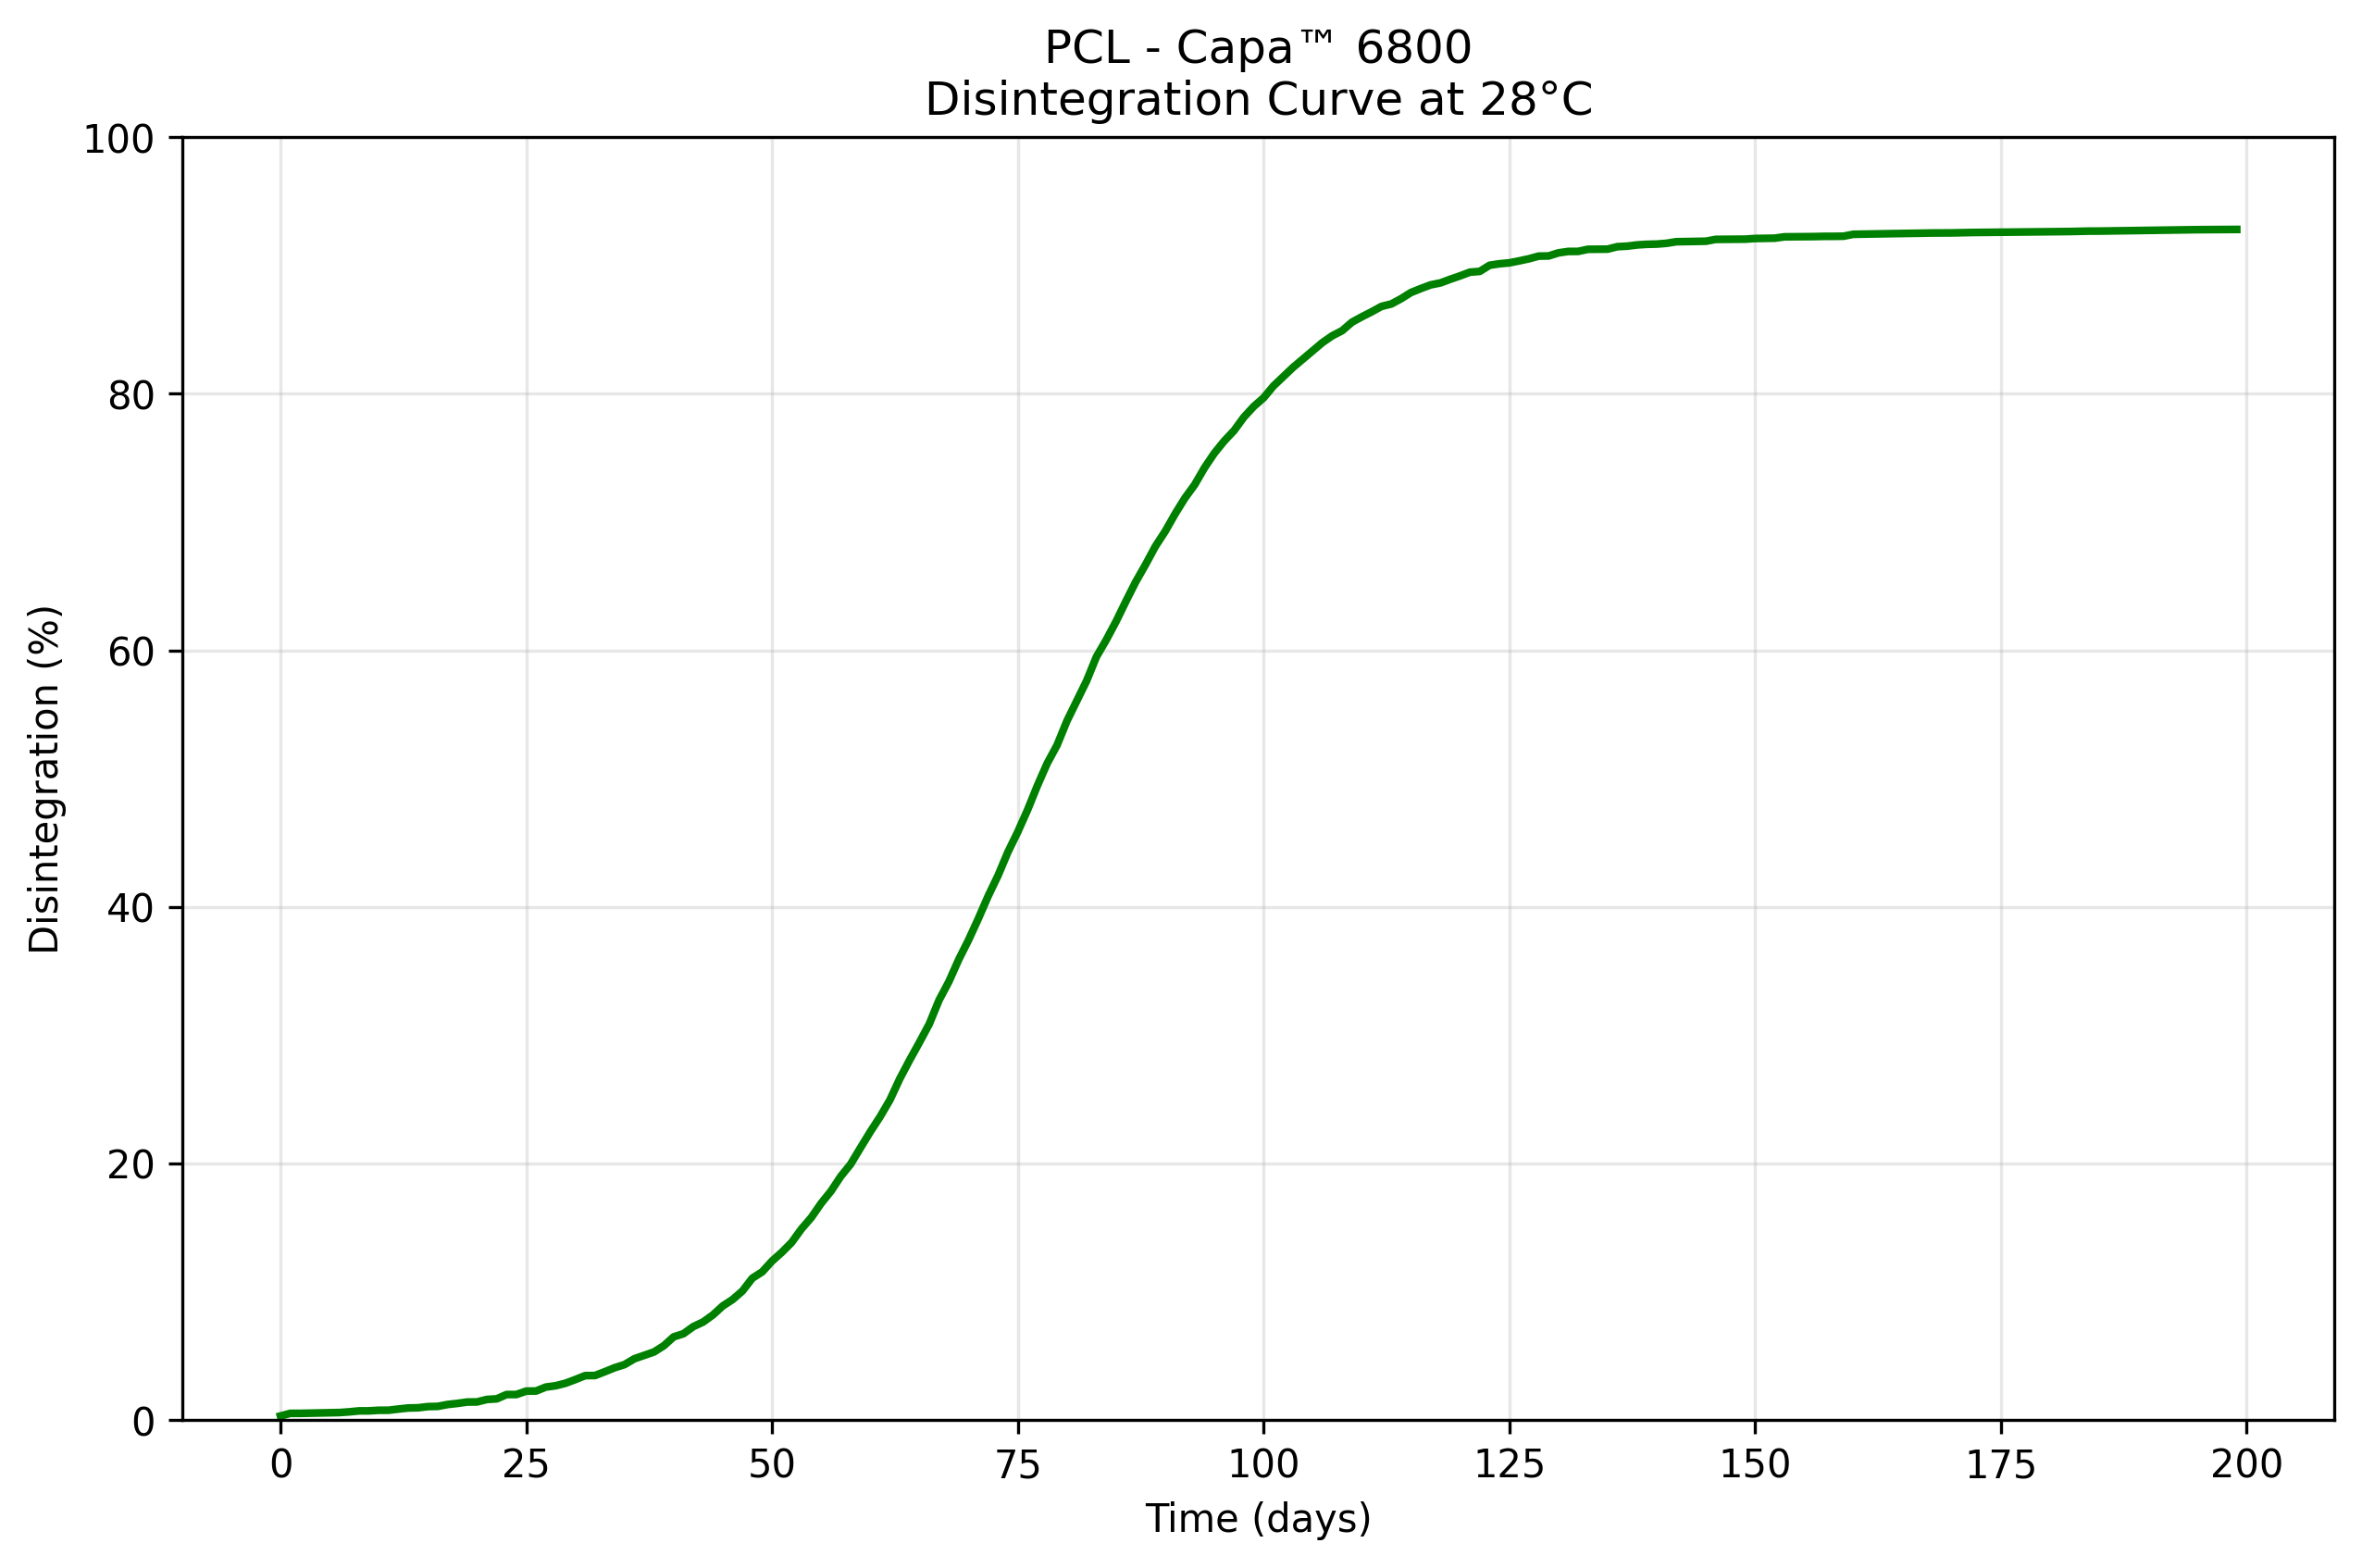 PCL - Capa™ 6800
Disintegration Curve at 28°C
100
80
60
40
20
0
Disintegration (%)
0 25 50 75 100 125 150 175 200
Time (days)